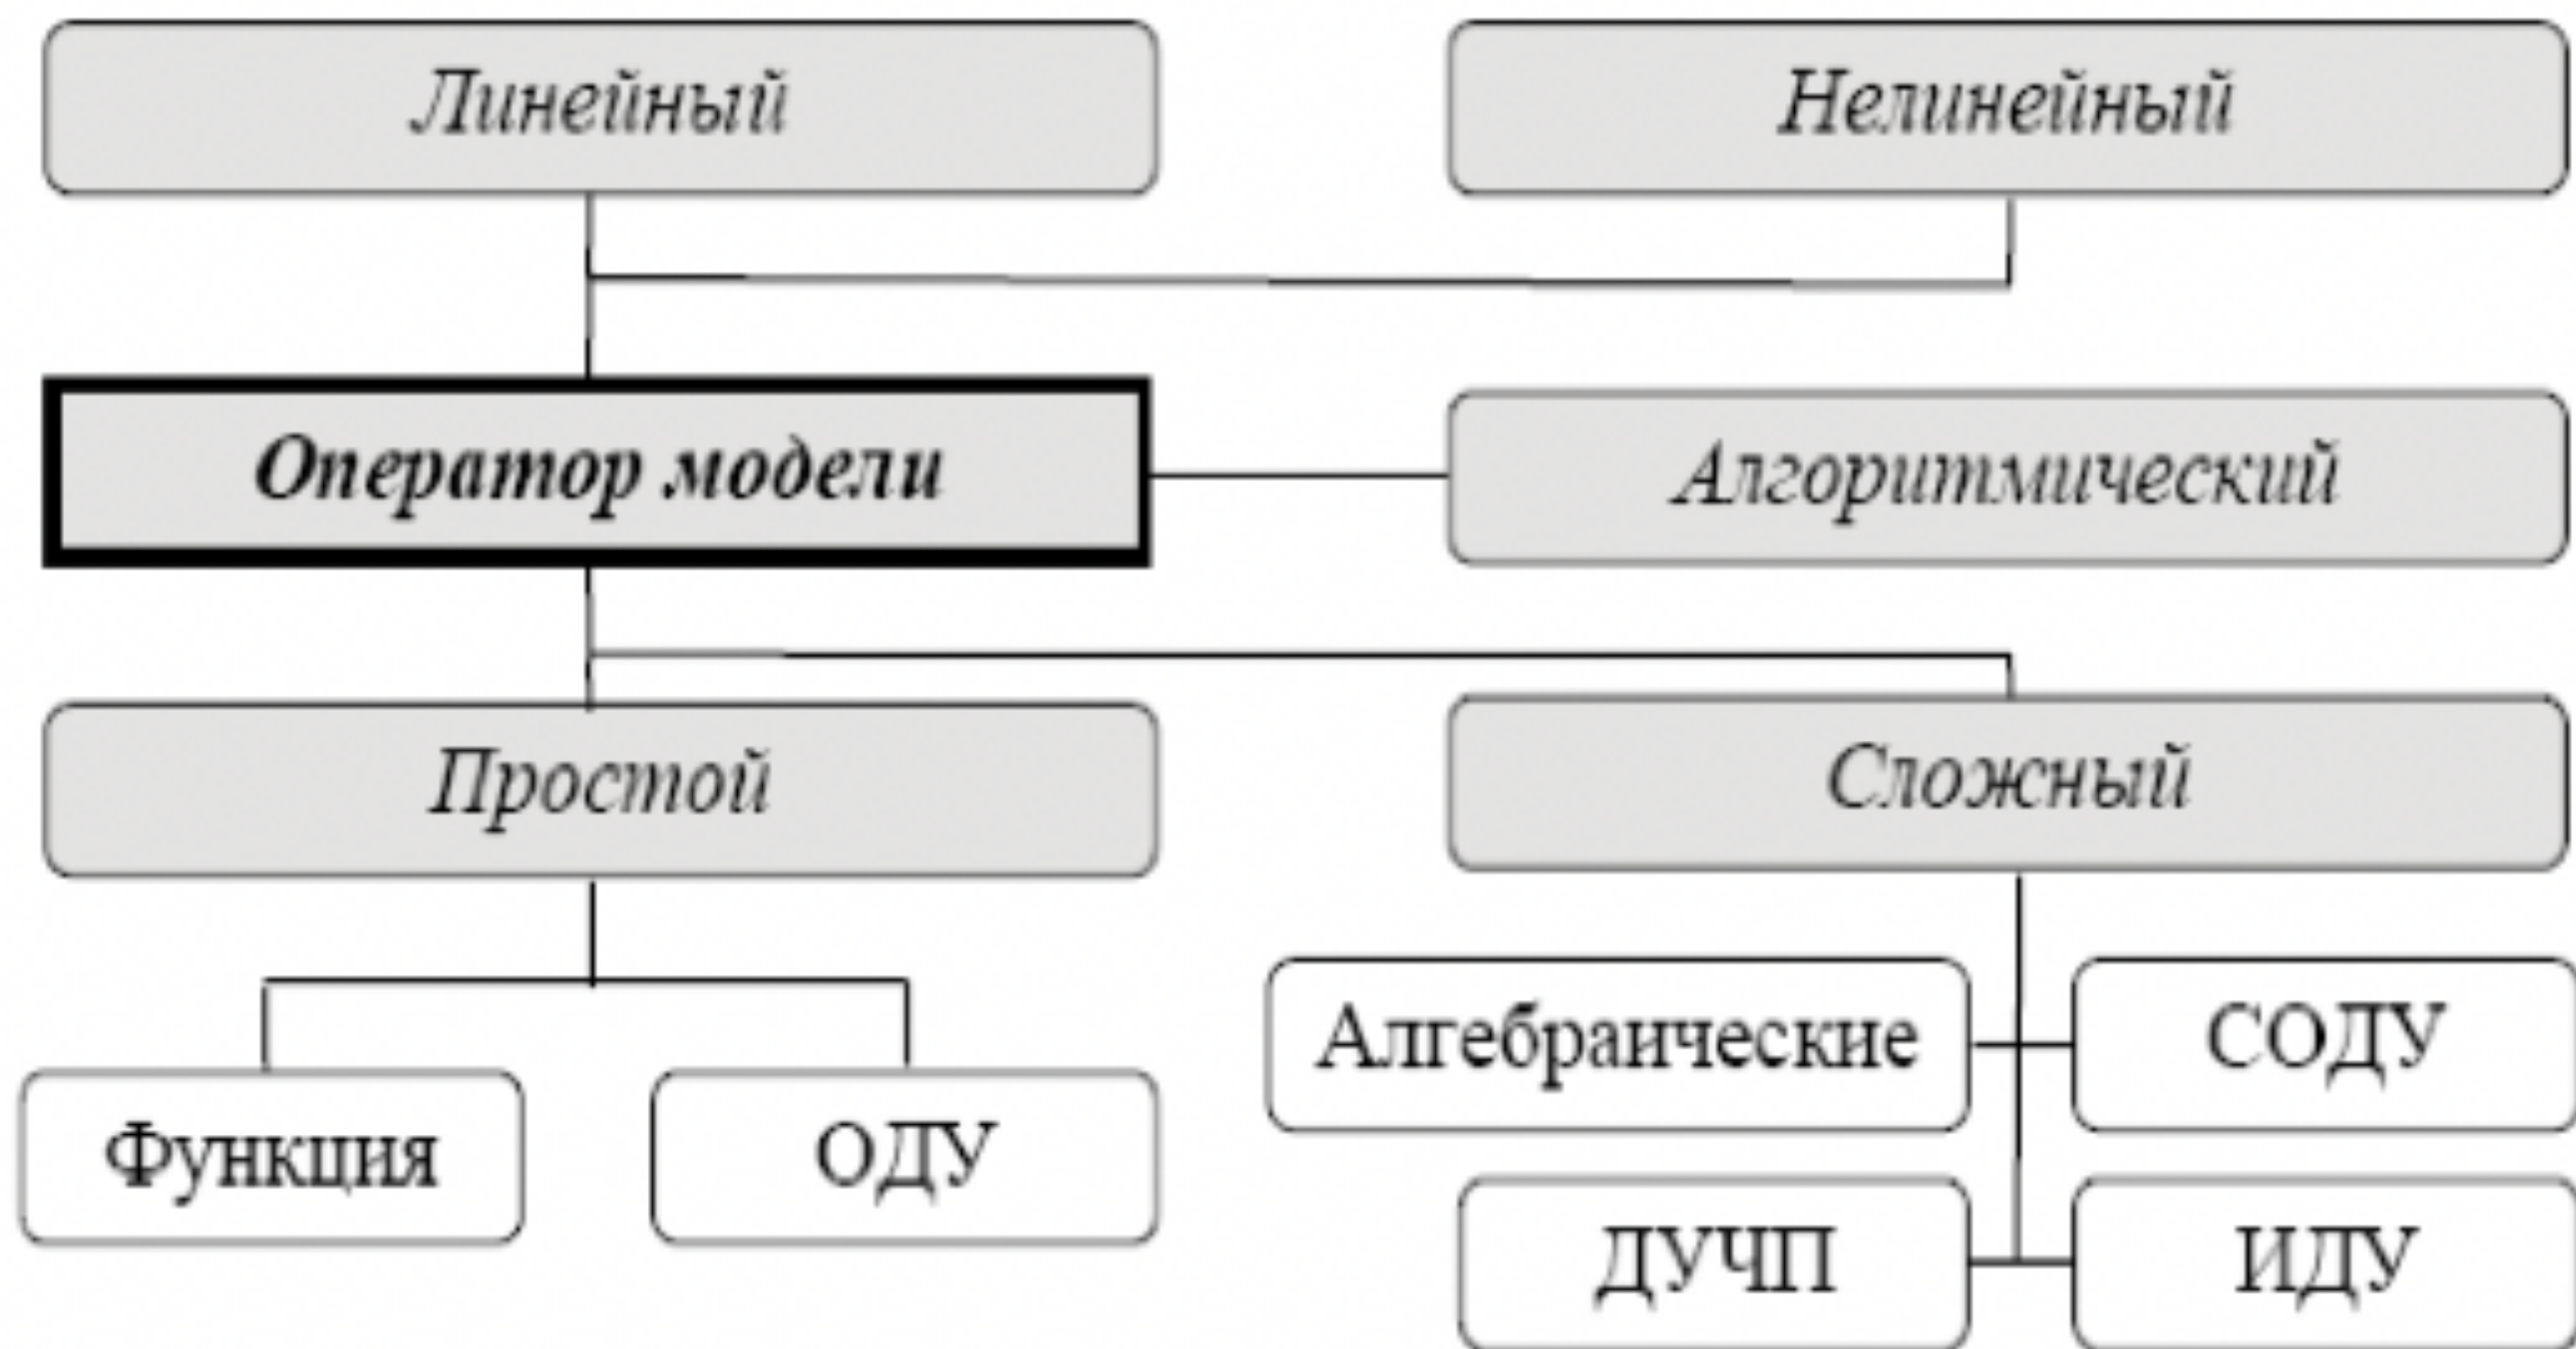 Линейный
Нелинейный
Оператор модели
Алгоритмический
Простой
Сложный
Алгебраические
СОДУ
Функция
ОДУ
ДУЧП
ИДУ